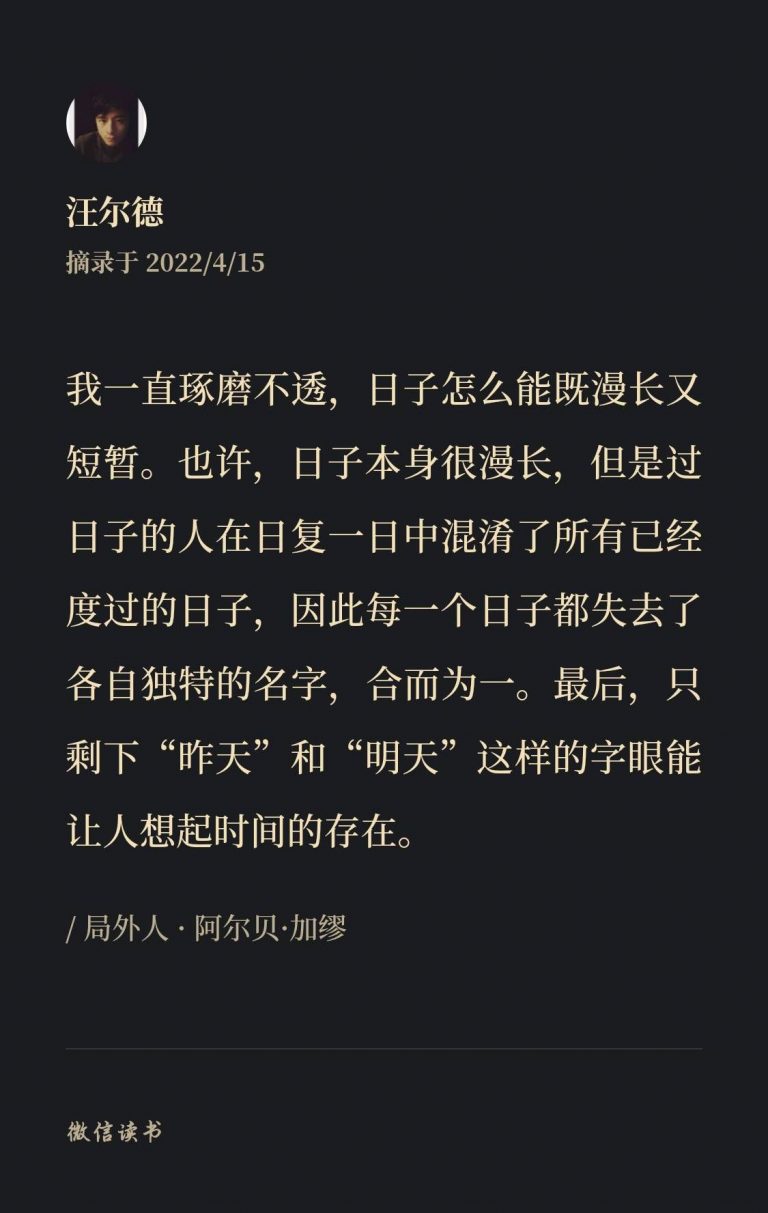 汪尔德
摘录于 2022/4/15
我一直琢磨不透，日子怎么能既漫长又
短暂。也许，日子本身很漫长，但是过
日子的人在日复一日中混淆了所有已经
度过的日子，因此每一个日子都失去了
各自独特的名字，合而为一。最后，只
剩下“昨天”和“明天”这样的字眼能
让人想起时间的存在。
/ 局外人 · 阿尔贝·加缪
微信读书